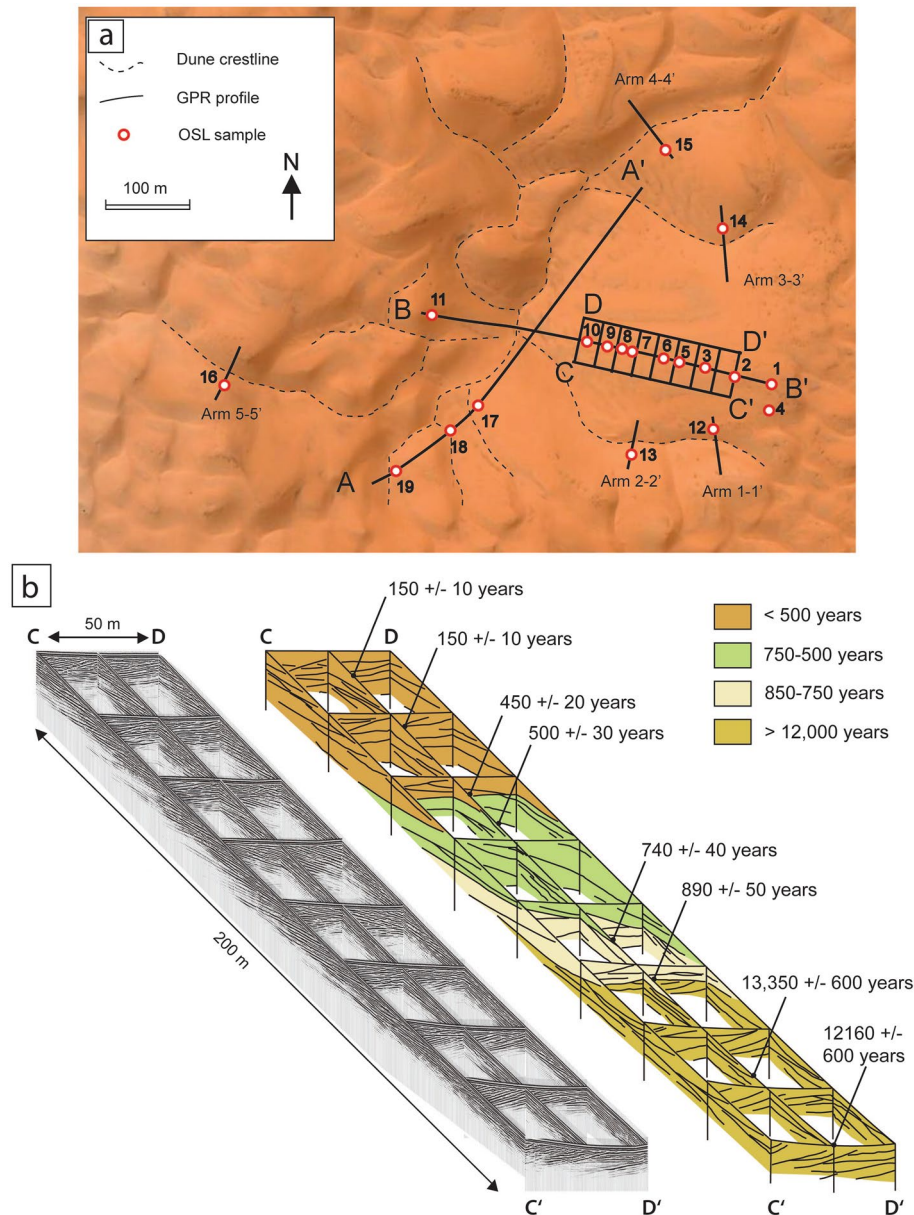 a
Dune crestline
GPR profile
OSL sample
N
100 m
Arm 4-4'
15
A'
14
Arm 3-3'
B
11
D
10
9
8
7
6
5
3
2
1
D'
B'
C
C'
4
16
Arm 5-5'
17
18
12
13
A
19
Arm 2-2'
Arm 1-1'
b
150 +/- 10 years
C
50 m
D
C
D
150 +/- 10 years
450 +/- 20 years
500 +/- 30 years
< 500 years
750-500 years
850-750 years
> 12,000 years
740 +/- 40 years
890 +/- 50 years
200 m
13,350 +/- 600 years
12160 +/-
600 years
C'
D'
C'
D'